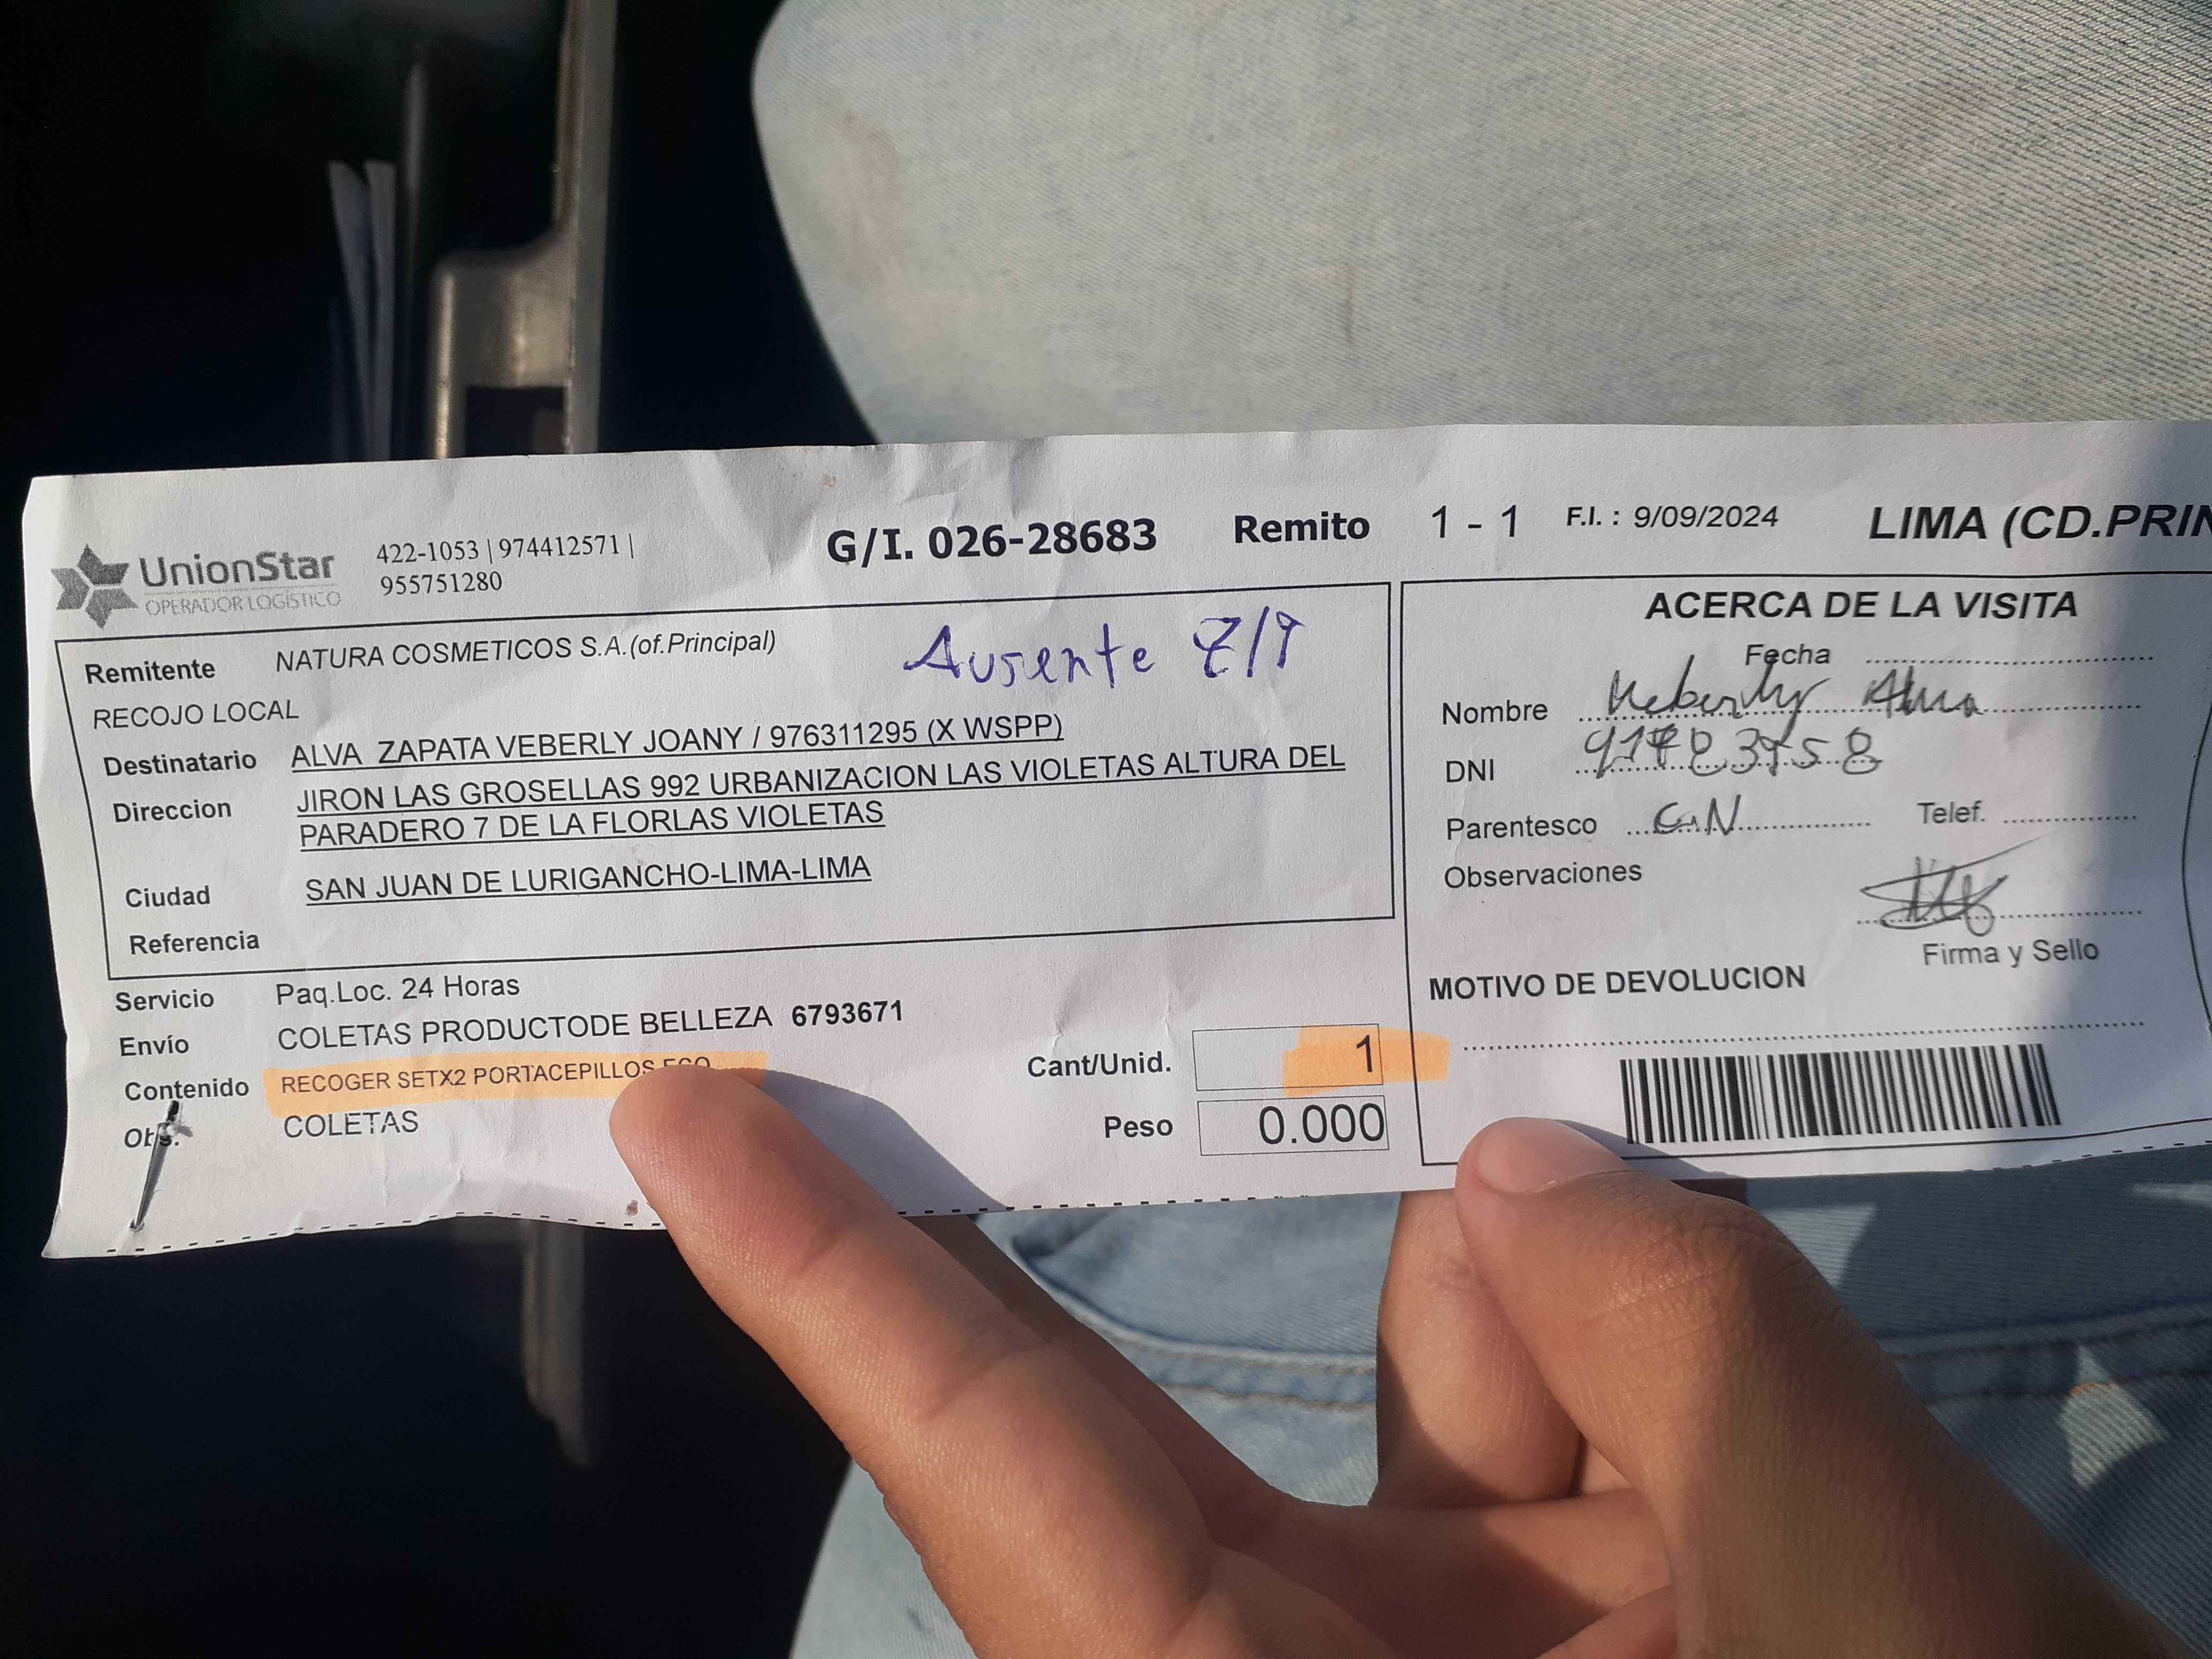 UnionStar
OPERADOR LOGÍSTICO
422-1053 | 974412571 |
955751280
G/I. 026-28683 Remito 1 - 1 F.I. : 9/09/2024 LIMA (CD.PRIN
Remitente NATURA COSMETICOS S.A.(of.Principal)
Ausente
RECOJO LOCAL
Destinatario ALVA ZAPATA VEBERLY JOANY / 976311295 (X WSPP)
Direccion JIRON LAS GROSELLAS 992 URBANIZACION LAS VIOLETAS ALTURA DEL
PARADERO 7 DE LA FLORLAS VIOLETAS
Ciudad SAN JUAN DE LURIGANCHO-LIMA-LIMA
Referencia
Servicio Paq.Loc. 24 Horas
Envío COLETAS PRODUCTODE BELLEZA 6793671
Contenido RECOGER SETX2 PORTACEPILLOS
Obs. COLETAS
Cant/Unid. 1
Peso 0.000
ACERCA DE LA VISITA
Fecha
Nombre Veberly Alva
DNI
Parentesco Telef.
Observaciones
Firma y Sello
MOTIVO DE DEVOLUCION